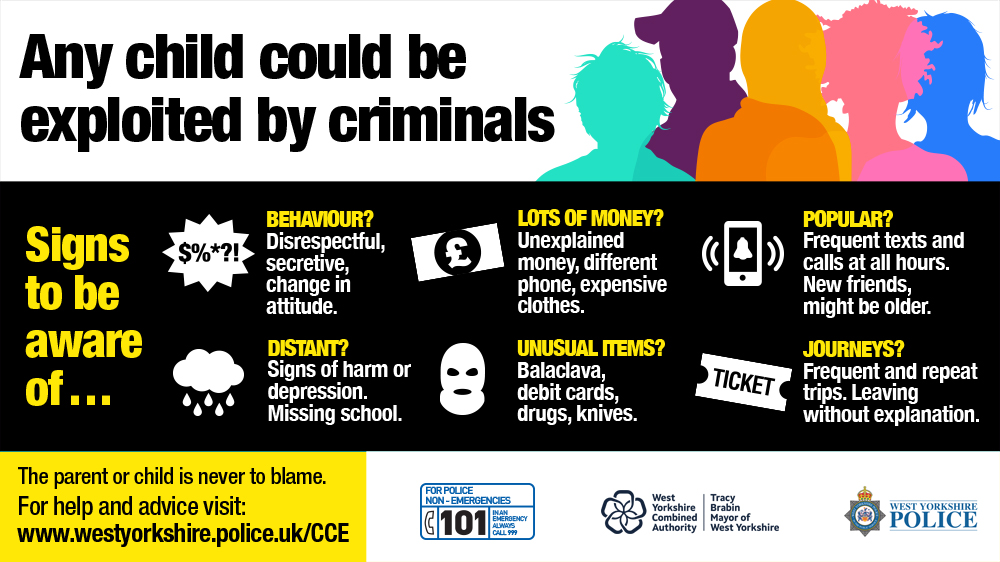 Any child could be
exploited by criminals
Signs
to be
aware
of...
$%*?!
BEHAVIOUR?
Disrespectful,
secretive,
change in
attitude.
£
LOTS OF MONEY?
Unexplained
money, different
phone, expensive
clothes.
POPULAR?
Frequent texts and
calls at all hours.
New friends,
might be older.
DISTANT?
Signs of harm or
depression.
Missing school.
UNUSUAL ITEMS?
Balaclava,
debit cards,
drugs, knives.
TICKET
JOURNEYS?
Frequent and repeat
trips. Leaving
without explanation.
The parent or child is never to blame.
For help and advice visit:
www.westyorkshire.police.uk/CCE
FOR POLICE
NON - EMERGENCIES
101
IN AN
EMERGENCY
ALWAYS
CALL 999
West
Yorkshire
Combined
Authority
Tracy
Brabin
Mayor of
West Yorkshire
WEST YORKSHIRE
POLICE